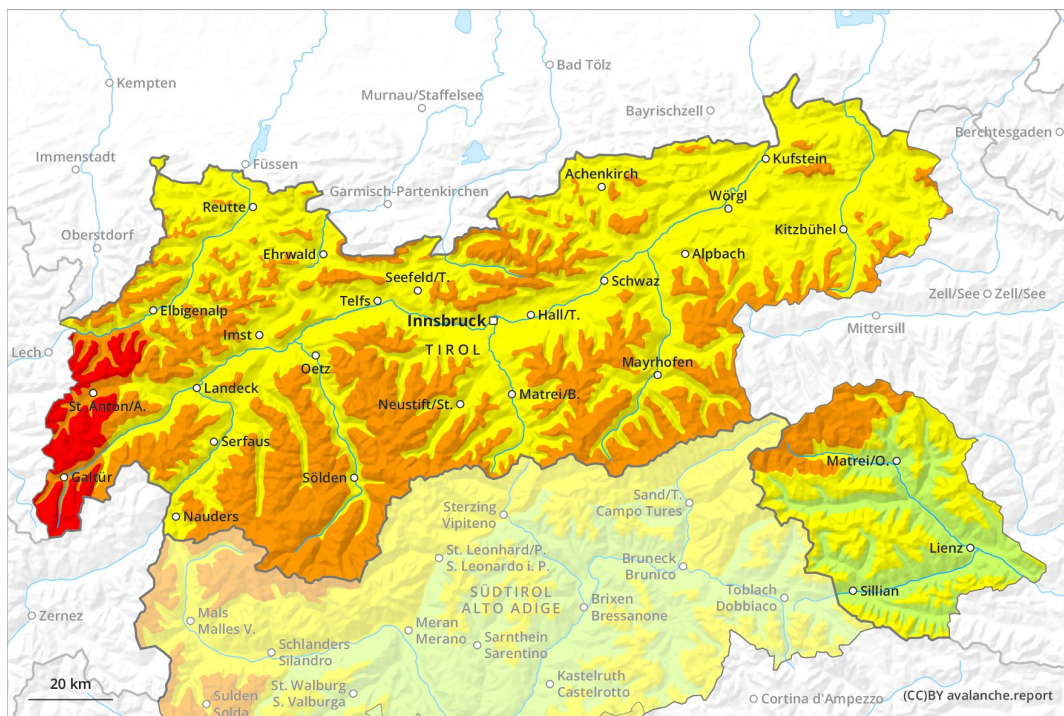 Kempten
Bad Tölz
Murnau/Staffelsee
Bayrischzell
Berchtesgaden
Immenstadt
Füssen
Kufstein
Achenkirch
Garmisch-Partenkirchen
Wörgl
Reutte
Oberstdorf
Kitzbühel
Ehrwald
Alpbach
Seefeld/T.
Schwaz
Zell/See
Zell/See
Telfs
Elbigenalp
Innsbruck
Hall/T.
Mittersill
Imst
Lech
TIROL
Oetz
Mayrhofen
Landeck
Matrei/B.
St. Anton/A.
Neustift/St.
Serfaus
Matrei/O.
Galtür
Sölden
Sand/T.
Campo Tures
Sterzing
Vipiteno
Nauders
Lienz
St. Leonhard/P.
S. Leonardo i. P.
Bruneck
Brunico
SÜDTIROL
ALTO ADIGE
Toblach
Dobbiaco
Sillian
Brixen
Bressanone
Zernez
Mals
Malles V.
Meran
Merano
Sarnthein
Sarentino
Schlanders
Silandro
Kastelruth
Castelrotto
20 km
St. Walburg
S. Valburga
Sulden
Solda
Cortina d'Ampezzo
(CC)BY avalanche.report